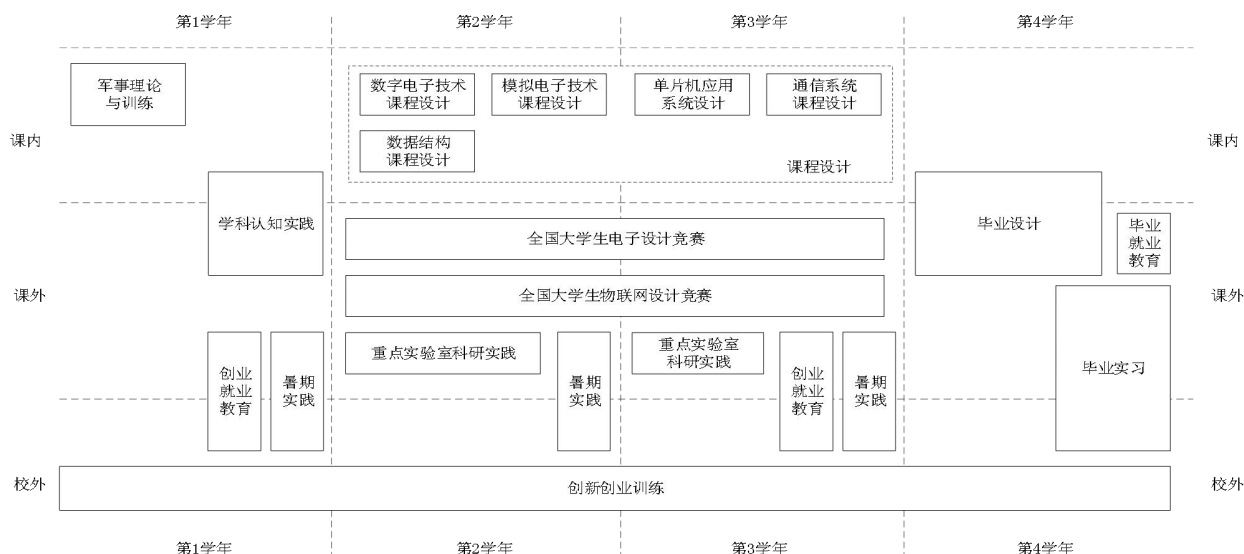 第1学年
第2学年
第3学年
第4学年
军事理论
与训练
数字电子技术
课程设计
模拟电子技术
课程设计
单片机应用
系统设计
通信系统
课程设计
课内
课内
数据结构
课程设计
课程设计
学科认知实践
全国大学生电子设计竞赛
毕业设计
毕业
就业
教育
课外
全国大学生物联网设计竞赛
课外
创业
就业
教育
暑期
实践
重点实验室科研实践
暑期
实践
重点实验室
科研实践
创业
就业
教育
暑期
实践
毕业实习
校外
创新创业训练
校外
第1学年
第2学年
第3学年
第4学年